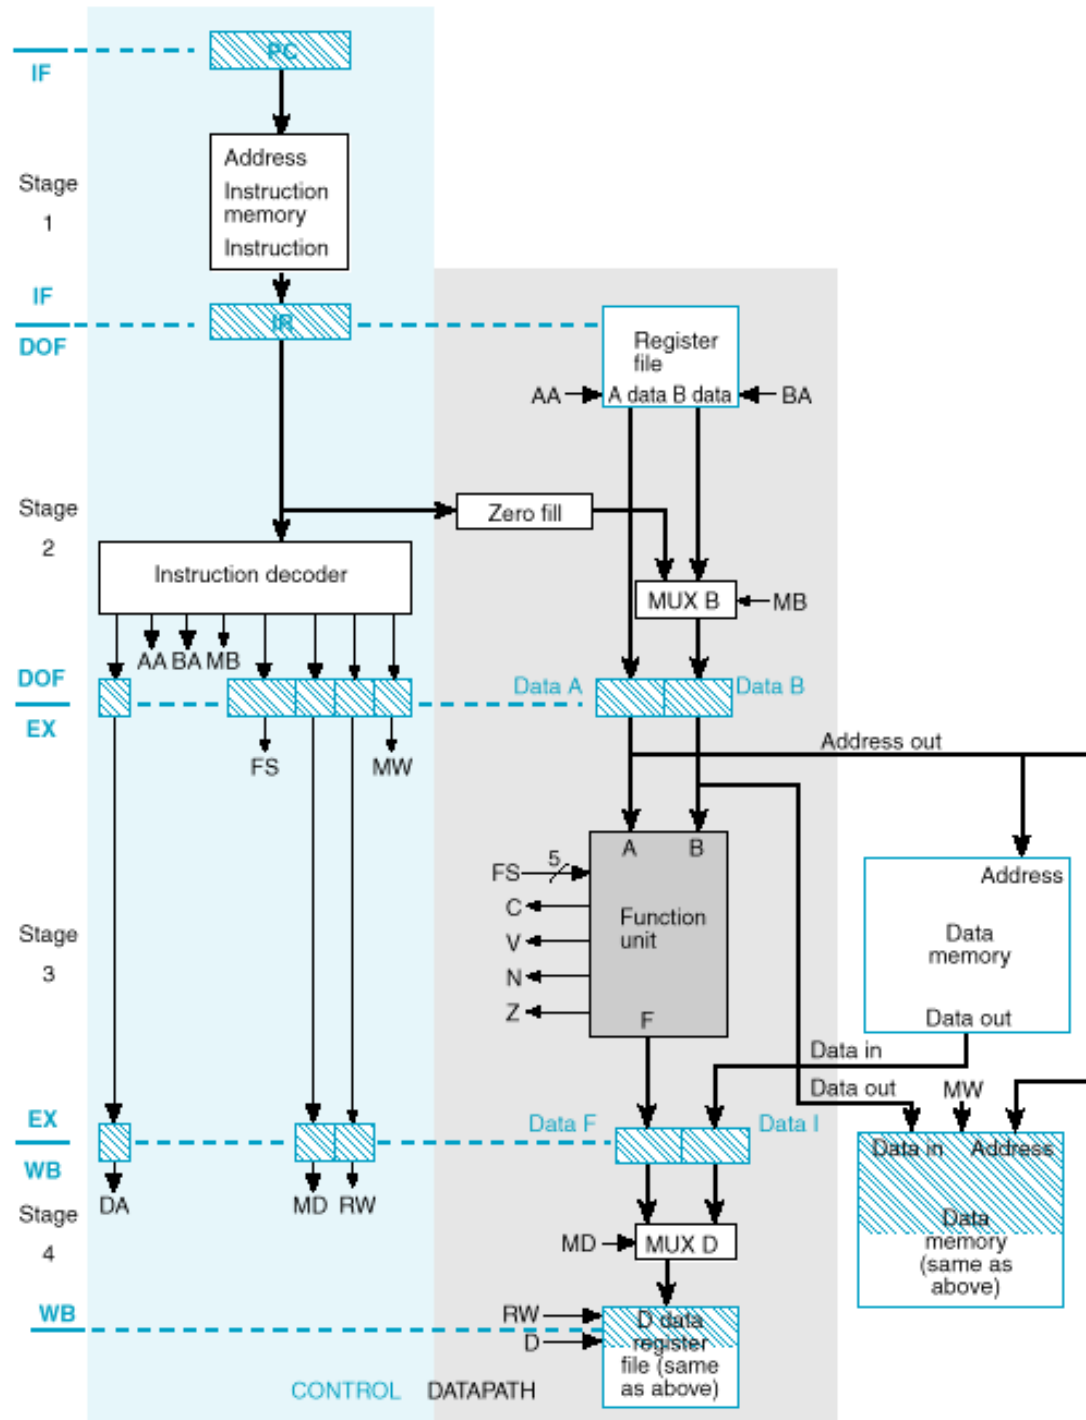 PC
IF
Stage
1
Address
Instruction
memory
Instruction
IF
IR
DOF
Register
file
AA
A data B data
BA
Stage
2
Zero fill
Instruction decoder
MUX B
MB
AA BA MB
DOF
Data A
Data B
EX
FS
MW
Address out
A
B
FS
5
C
V
N
Z
Function
unit
F
Address
Data
memory
Data out
Stage
3
Data in
Data out
MW
EX
Data F
Data I
WB
Data in
Address
DA
MD
RW
Stage
4
MD
MUX D
Data
memory
(same as
above)
WB
RW
D
D data
register
file (same
as above)
CONTROL
DATAPATH